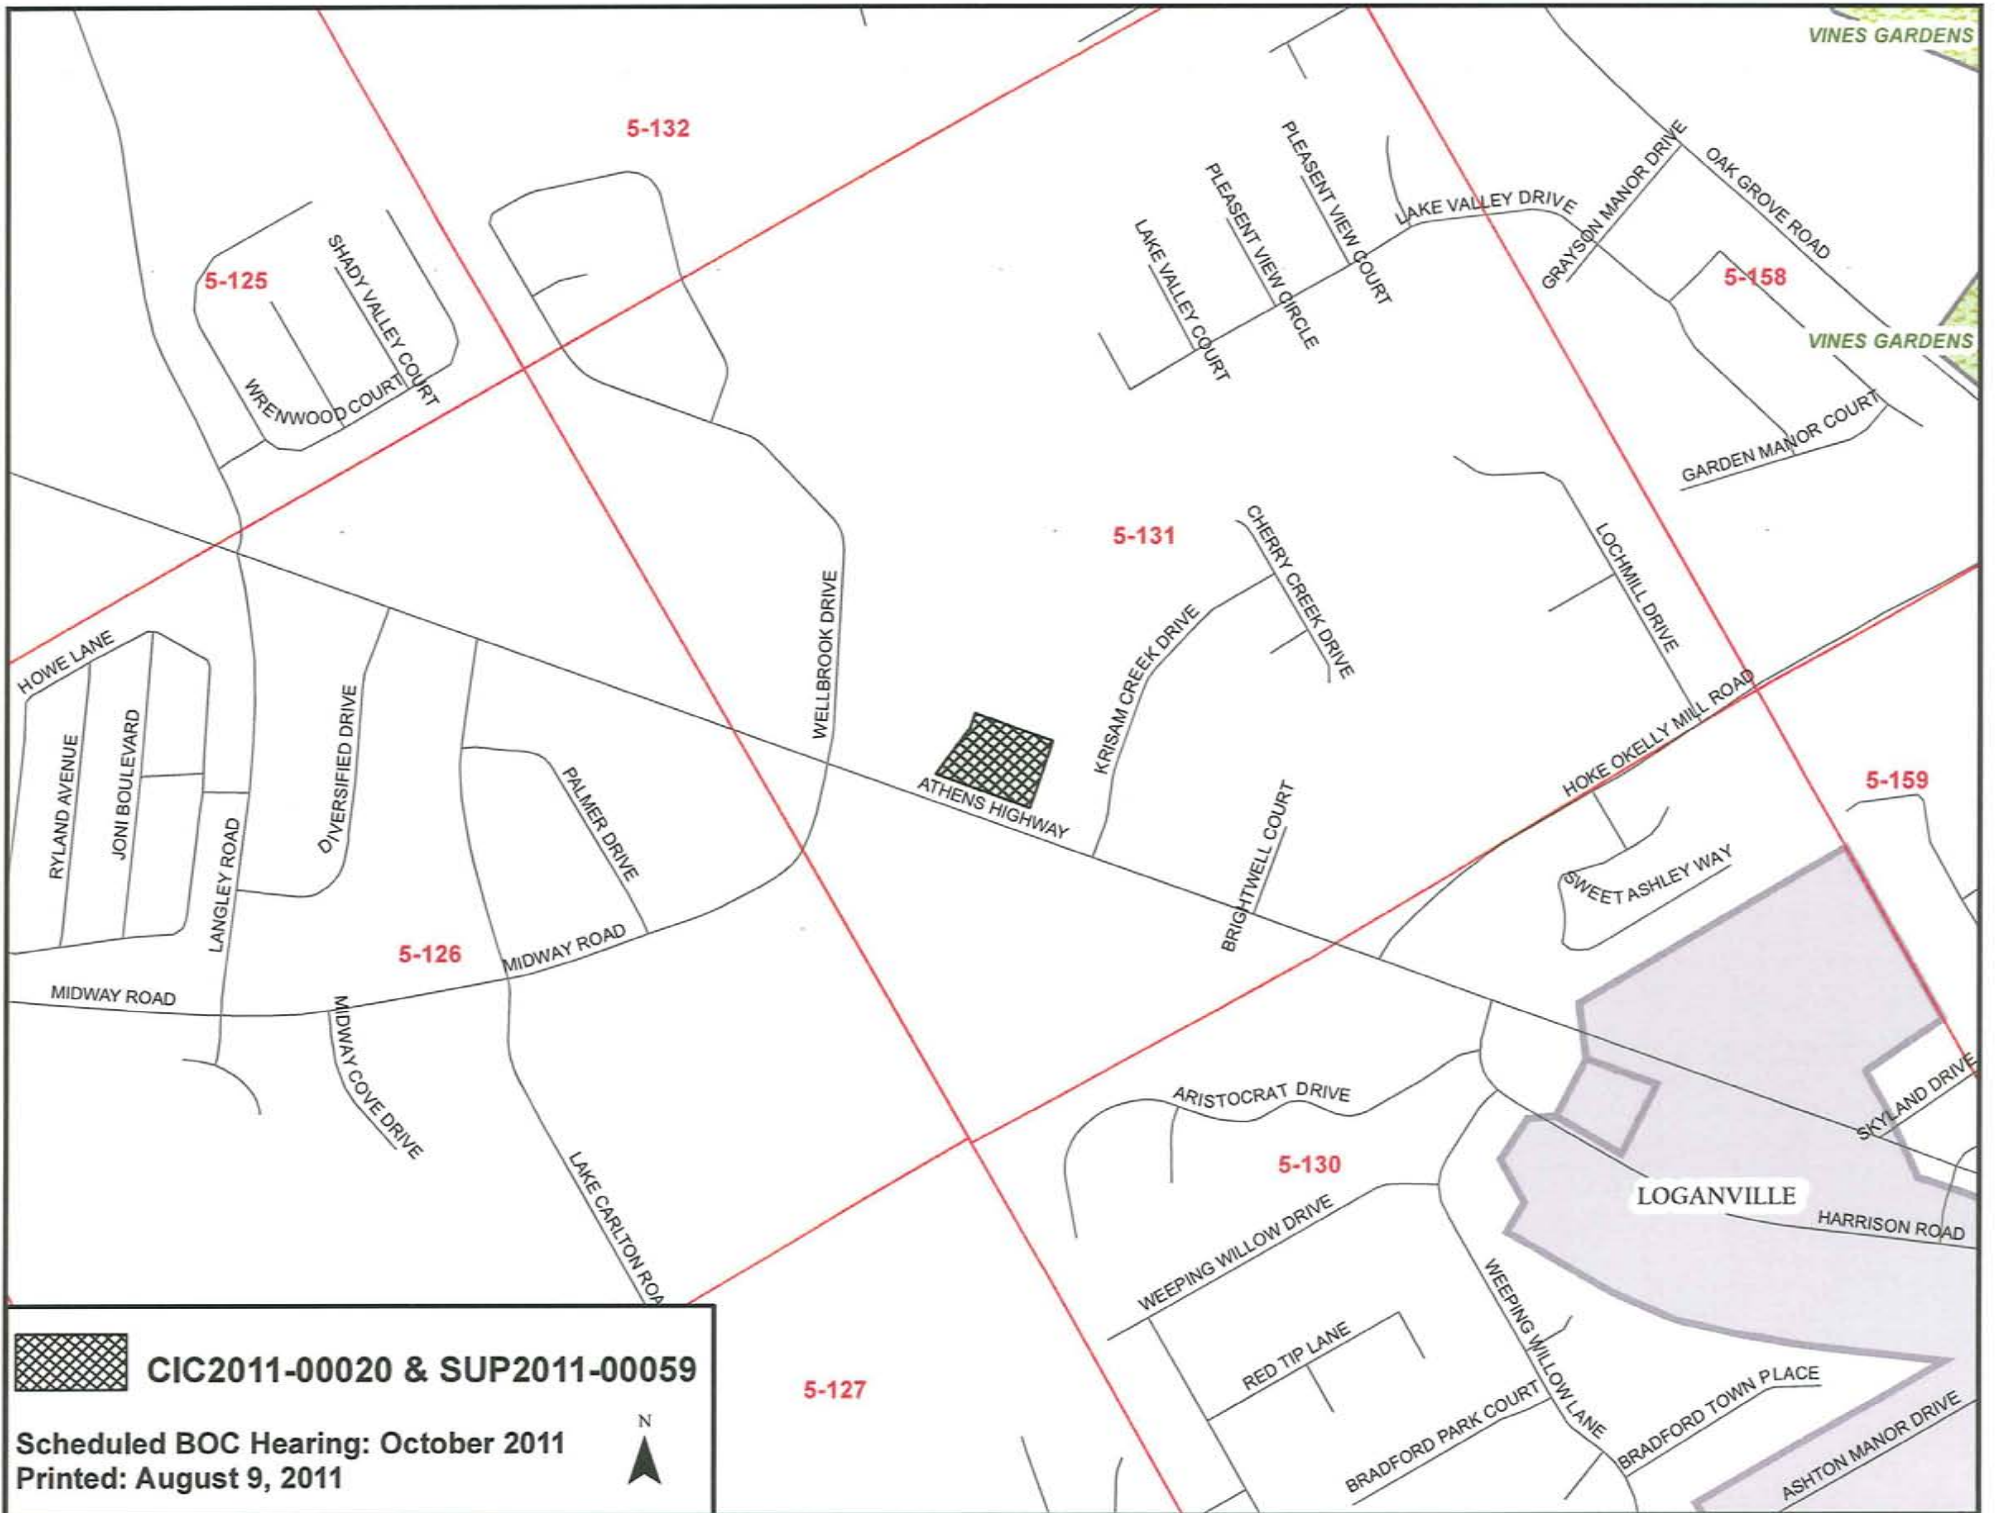 VINES GARDENS
5-132
PLEASENT VIEW COURT
GRAYSON MANOR DRIVE
OAK GROVE ROAD
PLEASENT VIEW CIRCLE
LAKE VALLEY DRIVE
LAKE VALLEY COURT
5-125
SHADY VALLEY COURT
5-158
VINES GARDENS
WRENWOOD COURT
GARDEN MANOR COURT
5-131
CHERRY CREEK DRIVE
LOCHMILL DRIVE
WELLBROOK DRIVE
KRISAM CREEK DRIVE
HOWE LANE
HOKE OKELLY MILL ROAD
RYLAND AVENUE
JONI BOULEVARD
DIVERSIFIED DRIVE
PALMER DRIVE
ATHENS HIGHWAY
5-159
LANGLEY ROAD
BRIGHTWELL COURT
SWEET ASHLEY WAY
5-126
MIDWAY ROAD
MIDWAY ROAD
MIDWAY COVE DRIVE
ARISTOCRAT DRIVE
SKYLAND DRIVE
5-130
LAKE CARLTON ROA
LOGANVILLE
HARRISON ROAD
WEEPING WILLOW DRIVE
WEEPING WILLOW LANE
RED TIP LANE
5-127
BRADFORD PARK COURT
BRADFORD TOWN PLACE
ASHTON MANOR DRIVE
CIC2011-00020 & SUP2011-00059
Scheduled BOC Hearing: October 2011
Printed: August 9, 2011
N